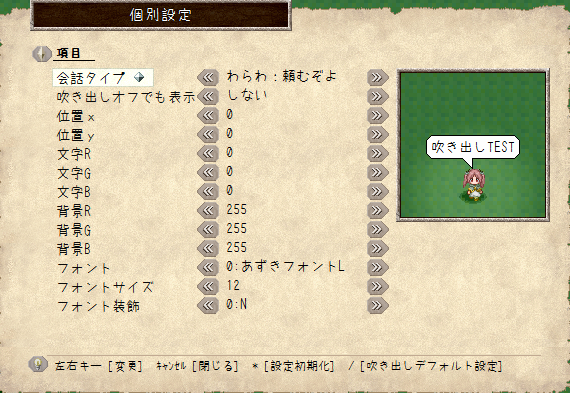 個別設定
項目
会話タイプ わらわ:頼むぞよ
吹き出しオフでも表示 しない
位置x 0
位置y 0
文字R 0
文字G 0
文字B 0
背景R 255
背景G 255
背景B 255
フォント 0:あずきフォントL
フォントサイズ 12
フォント装飾 0:N
吹き出しTEST
左右キー [変更] ｷｬﾝｾﾙ [閉じる] * [設定初期化] / [吹き出しデフォルト設定]